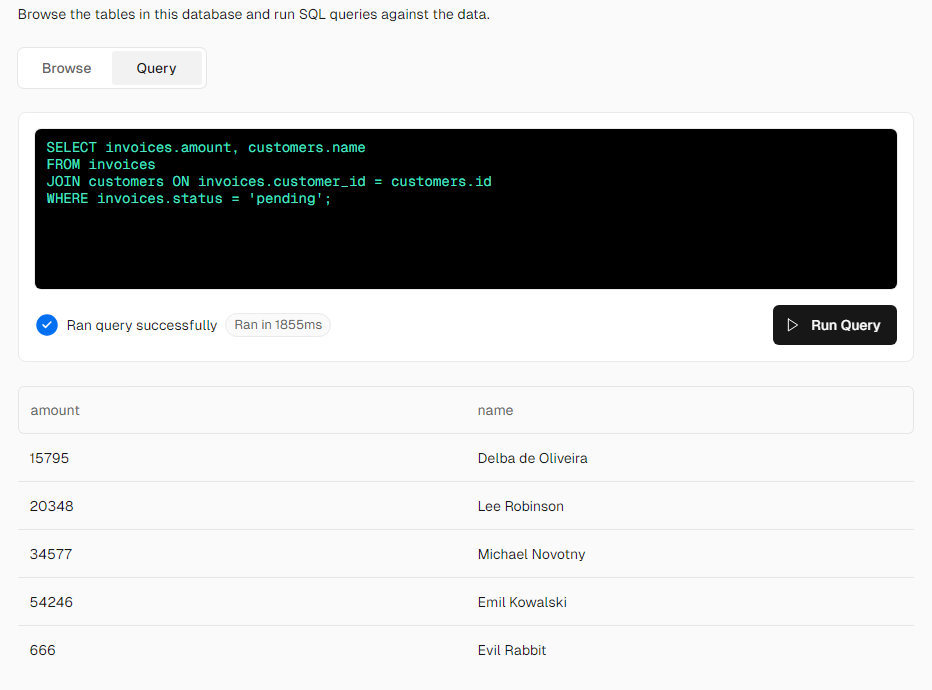 Browse the tables in this database and run SQL queries against the data.
Browse Query
SELECT invoices.amount, customers.name
FROM invoices
JOIN customers ON invoices.customer_id = customers.id
WHERE invoices.status = 'pending';
Ran query successfully Ran in 1855ms Run Query
amount name
15795 Delba de Oliveira
20348 Lee Robinson
34577 Michael Novotny
54246 Emil Kowalski
666 Evil Rabbit